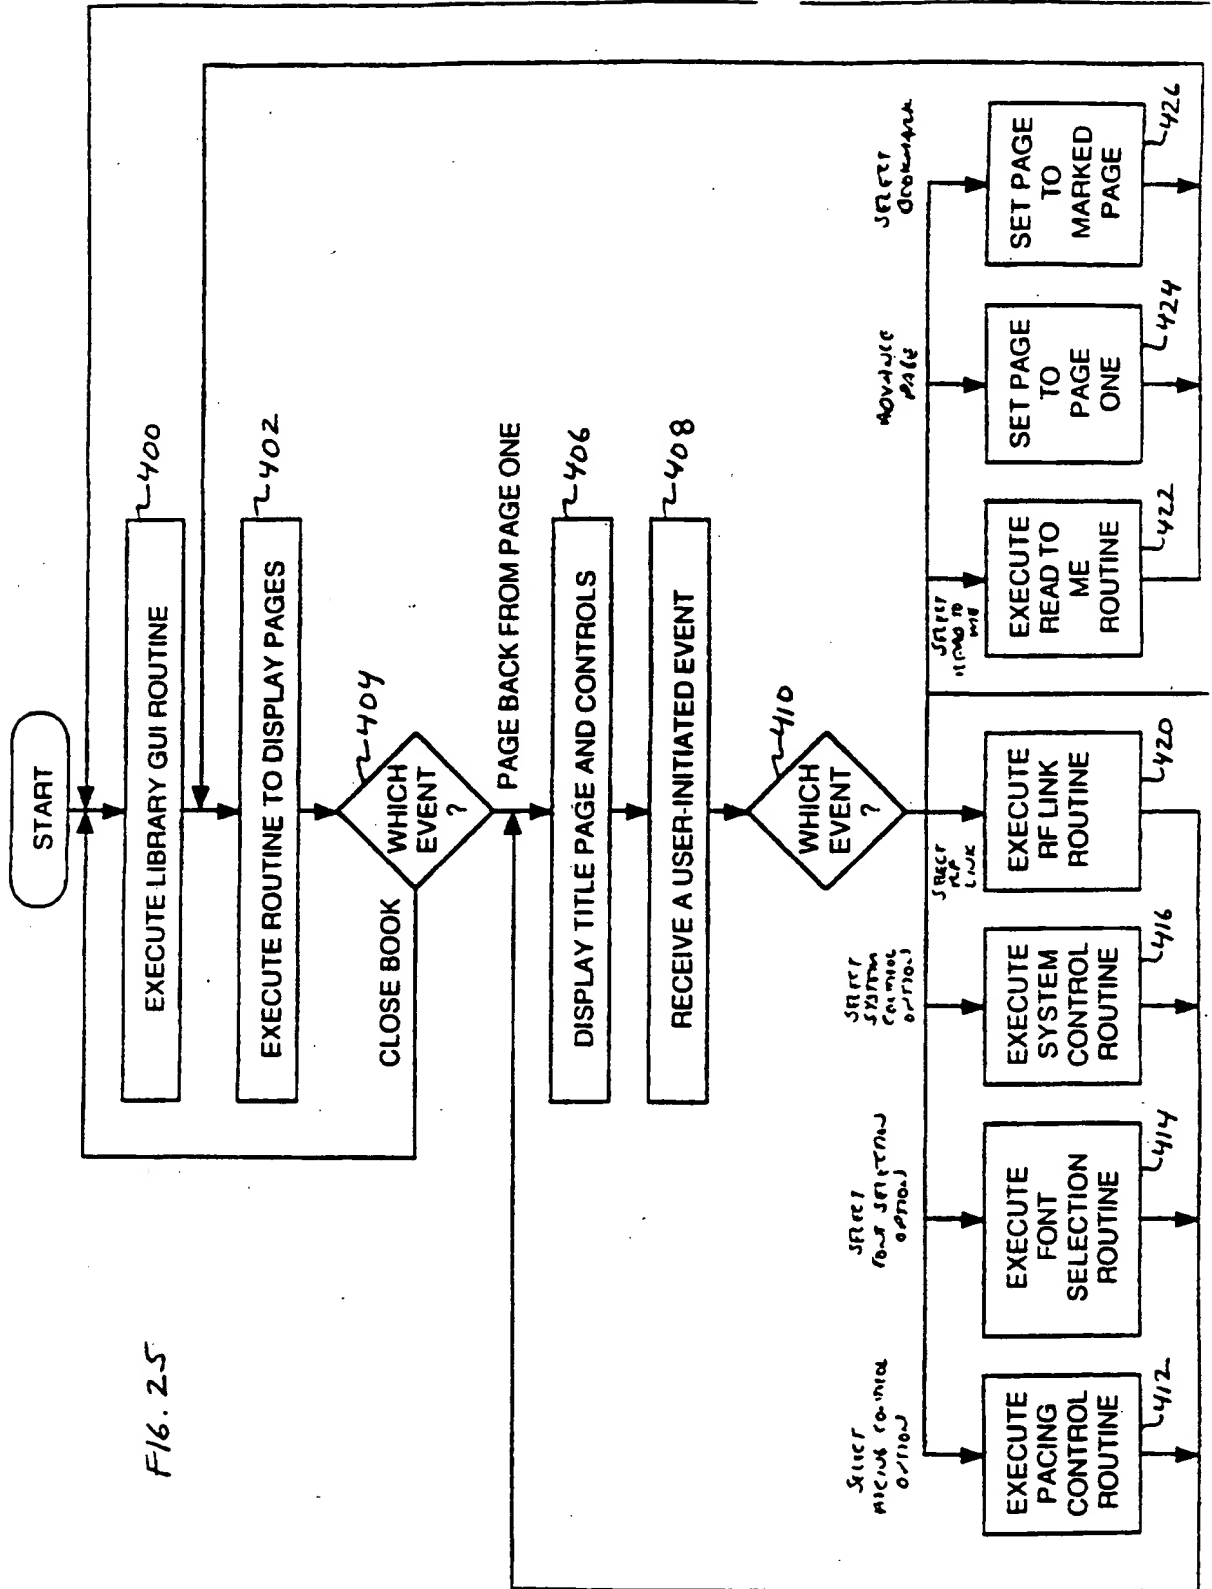 FIG. 25
START
EXECUTE LIBRARY GUI ROUTINE
400
EXECUTE ROUTINE TO DISPLAY PAGES
402
WHICH
EVENT
?
404
CLOSE BOOK
PAGE BACK FROM PAGE ONE
DISPLAY TITLE PAGE AND CONTROLS
406
RECEIVE A USER-INITIATED EVENT
408
WHICH
EVENT
?
410
SELECT
PACING CONTROL
OPTION
EXECUTE
PACING
CONTROL
ROUTINE
412
SELECT
FONT SELECTION
OPTION
EXECUTE
FONT
SELECTION
ROUTINE
414
SELECT
SYSTEM
CONTROL
OPTION
EXECUTE
SYSTEM
CONTROL
ROUTINE
416
SELECT
RF
LINK
EXECUTE
RF LINK
ROUTINE
420
SELECT
READ TO
ME
EXECUTE
READ TO
ME
ROUTINE
422
ADVANCE
PAGE
SET PAGE
TO
PAGE
ONE
424
SELECT
BOOKMARK
SET PAGE
TO
MARKED
PAGE
426